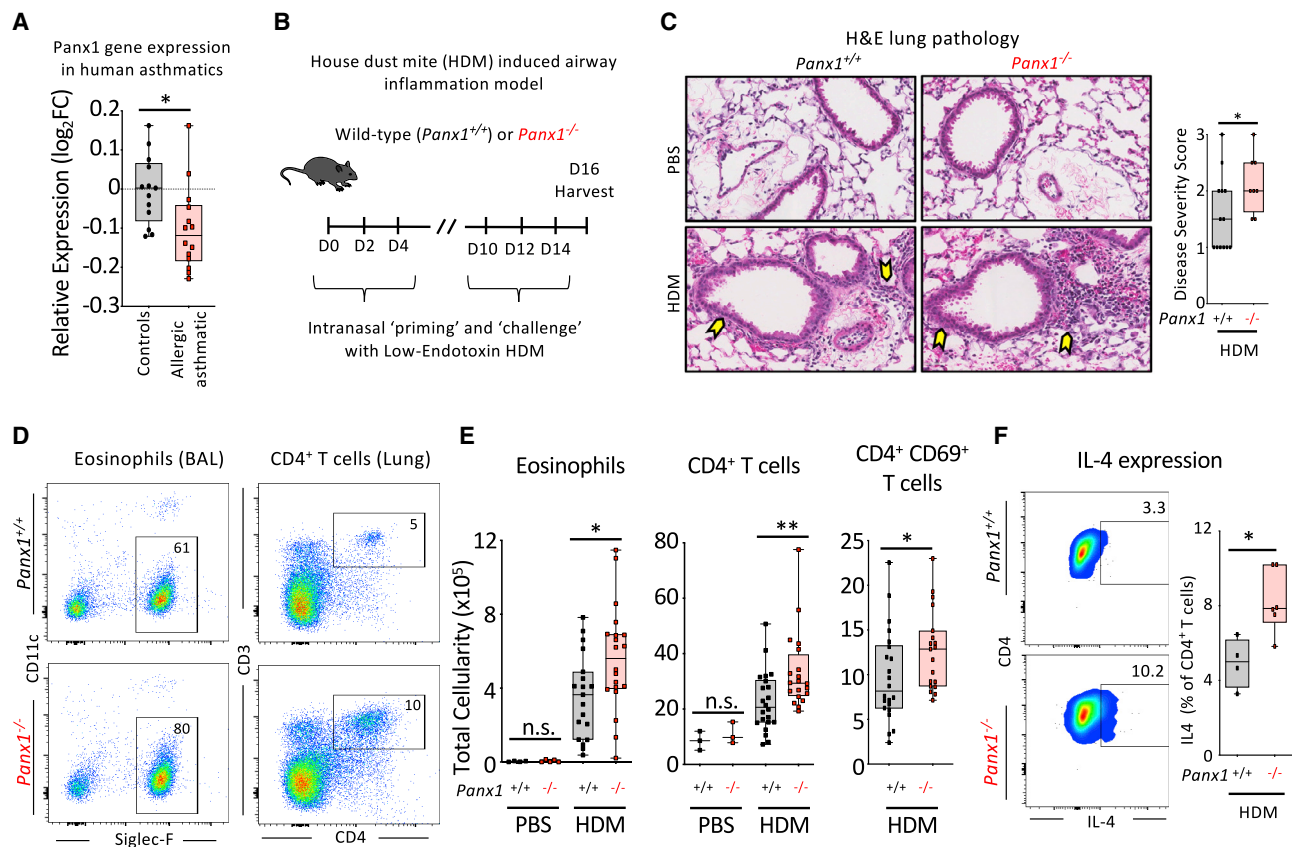 A
Panx1 gene expression
in human asthmatics
*
Relative Expression (log2FC)
0.2
0.1
0
-0.1
-0.2
-0.3
Controls
Allergic
asthmatic
B
House dust mite (HDM) induced airway
inflammation model
Wild-type (Panx1+/+) or Panx1-/-
D16
Harvest
D0 D2 D4 // D10 D12 D14
Intranasal ‘priming’ and ‘challenge’
with Low-Endotoxin HDM
C
H&E lung pathology
Panx1+/+ Panx1-/-
PBS
HDM
Disease Severity Score
3
2
1
0
*
Panx1 +/+ -/-
HDM
D
Eosinophils (BAL) CD4+ T cells (Lung)
Panx1+/+
61
5
Panx1-/-
80
10
CD11c
CD3
Siglec-F
CD4
E
Eosinophils
CD4+ T cells
CD4+ CD69+
T cells
Total Cellularity (x10^5)
12
8
4
0
n.s.
*
Panx1 +/+ -/- +/+ -/-
PBS HDM
80
60
40
20
0
n.s.
**
+/+ -/- +/+ -/-
PBS HDM
25
20
15
10
5
0
*
+/+ -/-
HDM
F
IL-4 expression
Panx1+/+
3.3
CD4
Panx1-/-
10.2
IL-4
IL4 (% of CD4+ T cells)
12
8
4
0
*
Panx1 +/+ -/-
HDM